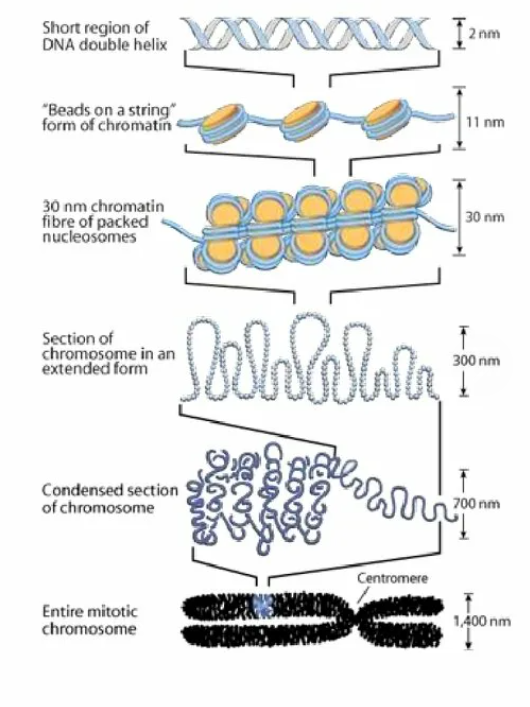 Short region of
DNA double helix
2 nm
"Beads on a string"
form of chromatin
11 nm
30 nm chromatin
fibre of packed
nucleosomes
30 nm
Section of
chromosome in an
extended form
300 nm
Condensed section
of chromosome
700 nm
Centromere
Entire mitotic
chromosome
1,400 nm